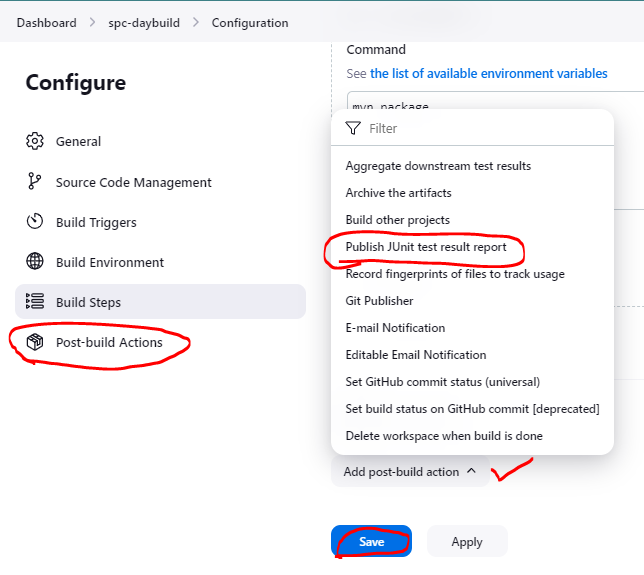 Dashboard > spc-daybuild > Configuration
Configure
General
Source Code Management
Build Triggers
Build Environment
Build Steps
Post-build Actions
Command
See the list of available environment variables
mvn package
Filter
Aggregate downstream test results
Archive the artifacts
Build other projects
Publish JUnit test result report
Record fingerprints of files to track usage
Git Publisher
E-mail Notification
Editable Email Notification
Set GitHub commit status (universal)
Set build status on GitHub commit [deprecated]
Delete workspace when build is done
Add post-build action
Save
Apply